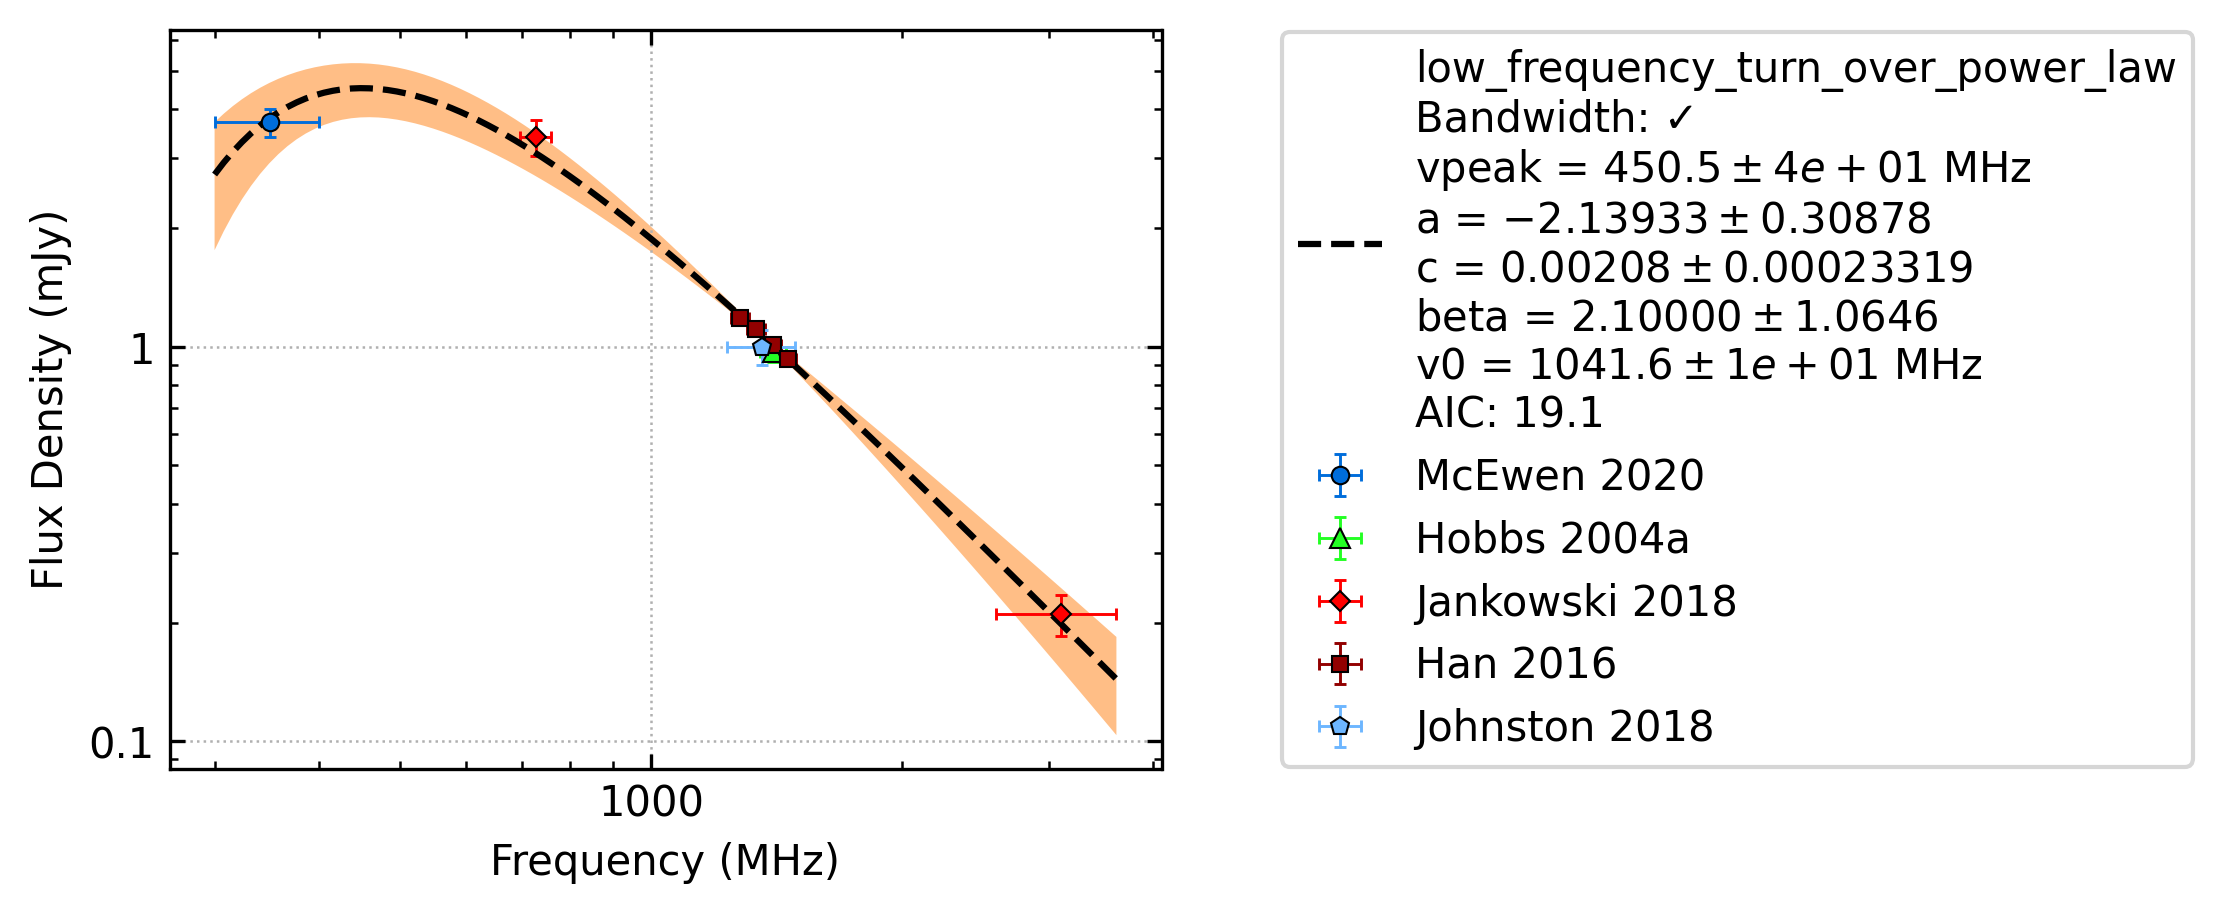 Flux Density (mJy)
1
0.1
1000
Frequency (MHz)
low_frequency_turn_over_power_law
Bandwidth: ✓
vpeak = 450.5 ± 4e + 01 MHz
a = −2.13933 ± 0.30878
c = 0.00208 ± 0.00023319
beta = 2.10000 ± 1.0646
v0 = 1041.6 ± 1e + 01 MHz
AIC: 19.1
McEwen 2020
Hobbs 2004a
Jankowski 2018
Han 2016
Johnston 2018